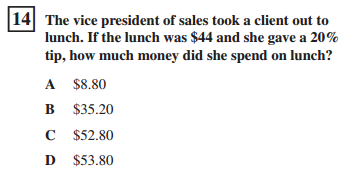 14 The vice president of sales took a client out to
lunch. If the lunch was $44 and she gave a 20%
tip, how much money did she spend on lunch?
A $8.80
B $35.20
C $52.80
D $53.80